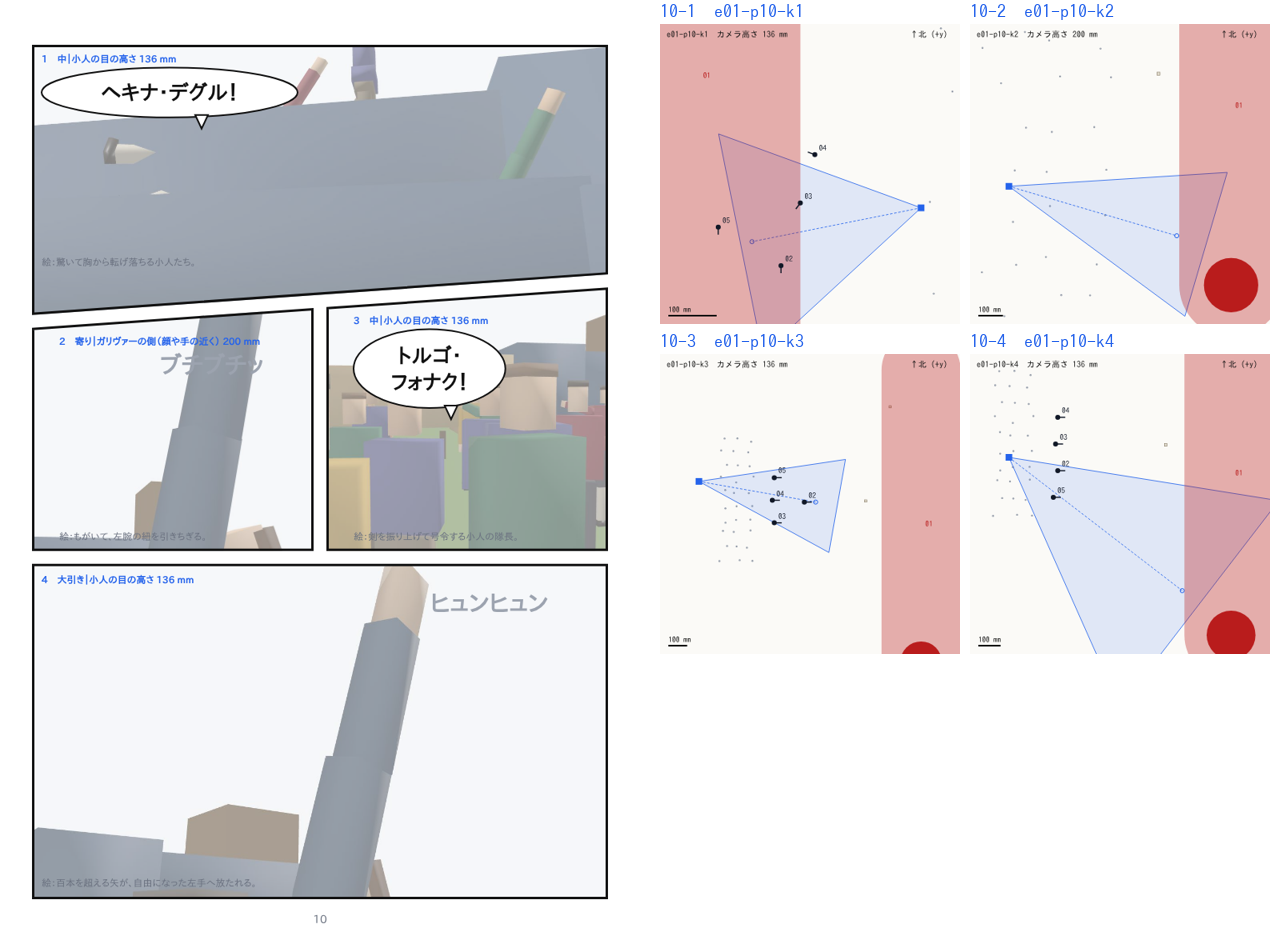 1 中|小人の目の高さ 136 mm
ヘキナ・デグル!
絵:驚いて胸から転げ落ちる小人たち。
2 寄り|ガリヴァーの側(顔や手の近く) 200 mm
ブチブチッ
絵:もがいて、左腕の紐を引きちぎる。
3 中|小人の目の高さ 136 mm
トルゴ・
フォナク!
絵:剣を振り上げて号令する小人の隊長。
4 大引き|小人の目の高さ 136 mm
ヒュンヒュン
絵:百本を超える矢が、自由になった左手へ放たれる。
10
10-1 e01-p10-k1
e01-p10-k1 カメラ高さ 136 mm
↑北 (+y)
01
04
03
05
02
100 mm
10-2 e01-p10-k2
e01-p10-k2 カメラ高さ 200 mm
↑北 (+y)
01
100 mm
10-3 e01-p10-k3
e01-p10-k3 カメラ高さ 136 mm
↑北 (+y)
05
04
02
03
01
100 mm
10-4 e01-p10-k4
e01-p10-k4 カメラ高さ 136 mm
↑北 (+y)
04
03
02
05
01
100 mm